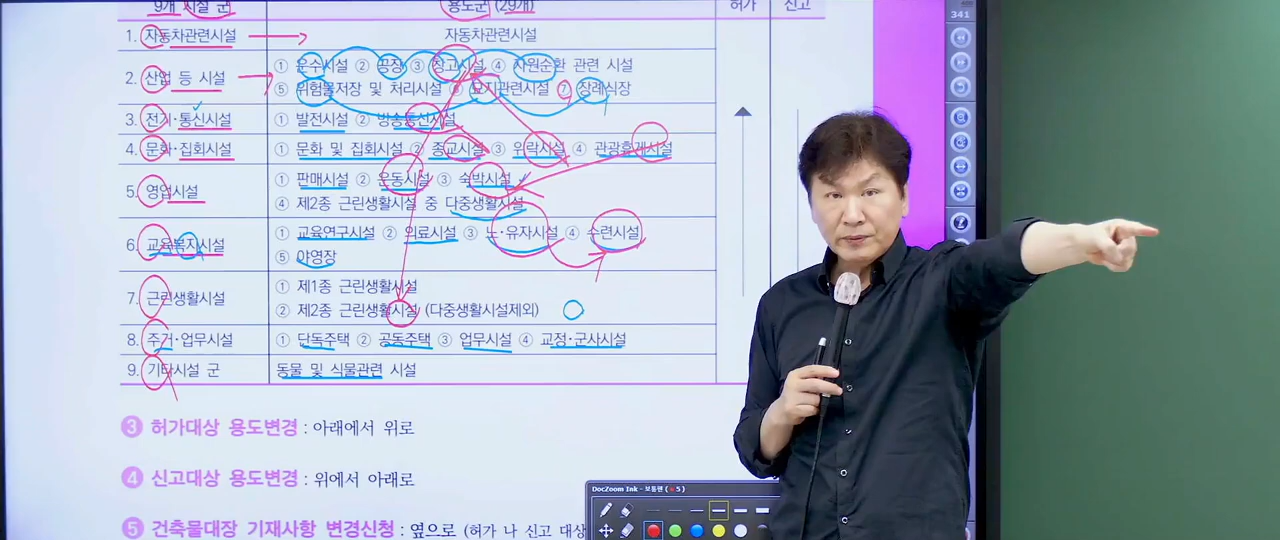 9개 시설 군 용도군 (29개) 허가 신고
341
1. 자동차관련시설 자동차관련시설
2. 산업 등 시설 ① 운수시설 ② 공장 ③ 창고시설 ④ 자원순환 관련 시설
⑤ 위험물저장 및 처리시설 ⑥ 묘지관련시설 ⑦ 장례식장
3. 전기·통신시설 ① 발전시설 ② 방송통신시설
4. 문화·집회시설 ① 문화 및 집회시설 ② 종교시설 ③ 위락시설 ④ 관광휴게시설
5. 영업시설 ① 판매시설 ② 운동시설 ③ 숙박시설
④ 제2종 근린생활시설 중 다중생활시설
6. 교육복지시설 ① 교육연구시설 ② 의료시설 ③ 노·유자시설 ④ 수련시설
⑤ 야영장
7. 근린생활시설 ① 제1종 근린생활시설
② 제2종 근린생활시설 (다중생활시설제외)
8. 주거·업무시설 ① 단독주택 ② 공동주택 ③ 업무시설 ④ 교정·군사시설
9. 기타시설 군 동물 및 식물관련 시설
③ 허가대상 용도변경 : 아래에서 위로
④ 신고대상 용도변경 : 위에서 아래로
⑤ 건축물대장 기재사항 변경신청 : 옆으로 (허가 나 신고 대상
DocZoom Ink - 보통펜 ( 5 )